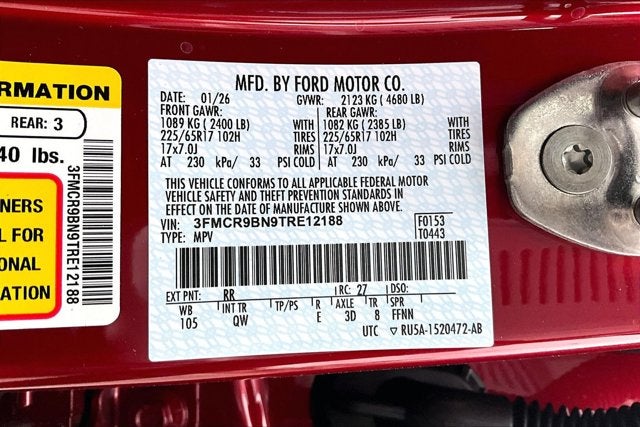 ORMATION
REAR: 3
40 lbs.
NERS
L FOR
ONAL
ATION
3FMCR9BN9TRE12188
MFD. BY FORD MOTOR CO.
DATE: 01/26 GVWR: 2123 KG ( 4680 LB)
FRONT GAWR: REAR GAWR:
1089 KG ( 2400 LB) WITH 1082 KG ( 2385 LB) WITH
225/65R17 102H TIRES 225/65R17 102H TIRES
17x7.0J RIMS 17x7.0J RIMS
AT 230 kPa/ 33 PSI COLD AT 230 kPa/ 33 PSI COLD
THIS VEHICLE CONFORMS TO ALL APPLICABLE FEDERAL MOTOR
VEHICLE SAFETY AND THEFT PREVENTION STANDARDS IN
EFFECT ON THE DATE OF MANUFACTURE SHOWN ABOVE.
VIN: 3FMCR9BN9TRE12188 F0153
TYPE: MPV T0443
EXT PNT: RR RC: 27 DSO:
WB INT TR TP/PS R AXLE TR SPR
105 QW E 3D 8 FFNN
UTC ▽ RU5A-1520472-AB